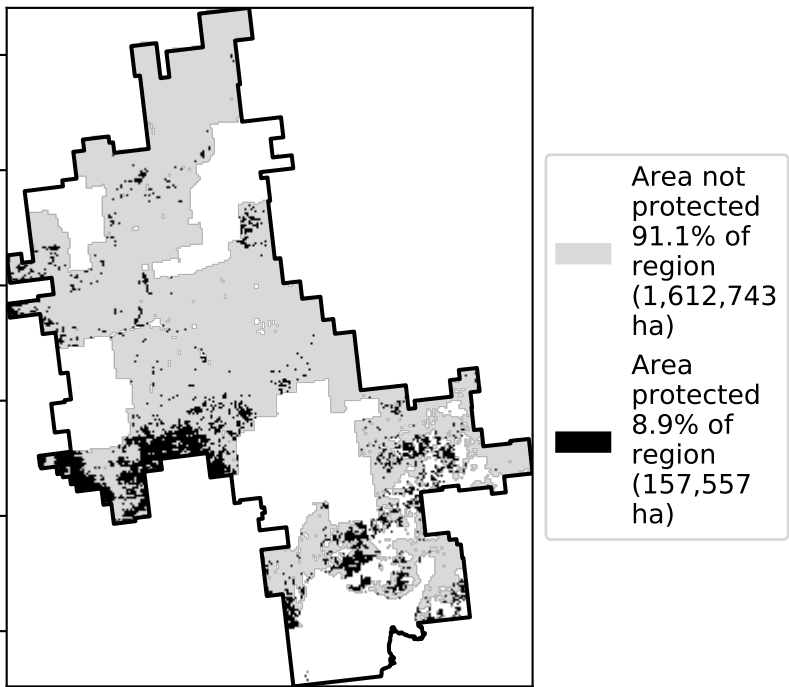 Area not
protected
91.1% of
region
(1,612,743
ha)
Area
protected
8.9% of
region
(157,557
ha)